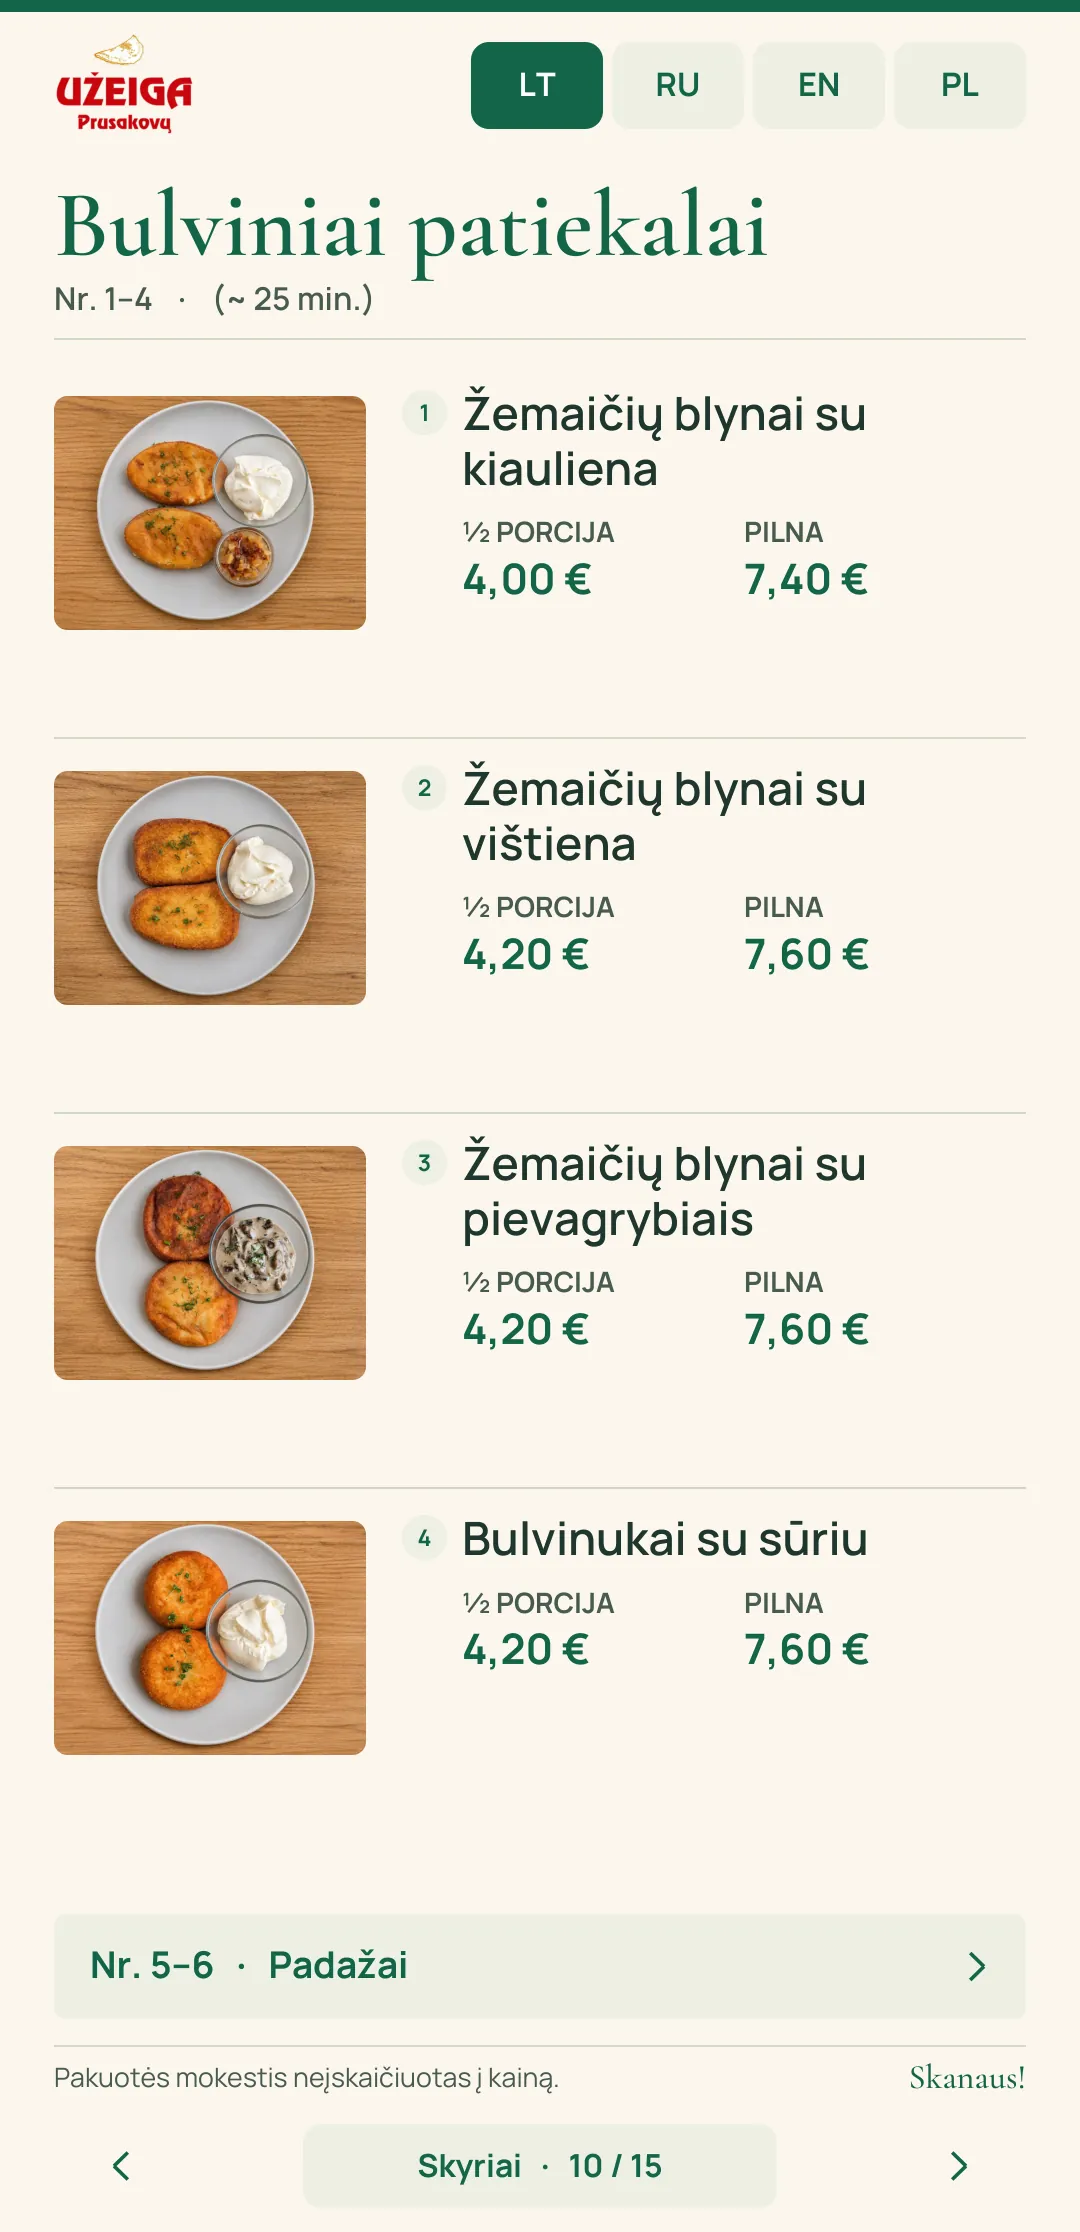 UŽEIGA
Prusakovų
LT
RU
EN
PL
Bulviniai patiekalai
Nr. 1–4 · (~ 25 min.)
1
Žemaičių blynai su
kiauliena
½ PORCIJA
PILNA
4,00 €
7,40 €
2
Žemaičių blynai su
vištiena
½ PORCIJA
PILNA
4,20 €
7,60 €
3
Žemaičių blynai su
pievagrybiais
½ PORCIJA
PILNA
4,20 €
7,60 €
4
Bulvinukai su sūriu
½ PORCIJA
PILNA
4,20 €
7,60 €
Nr. 5–6 · Padažai
Pakuotės mokestis neįskaičiuotas į kainą.
Skanaus!
Skyriai · 10 / 15